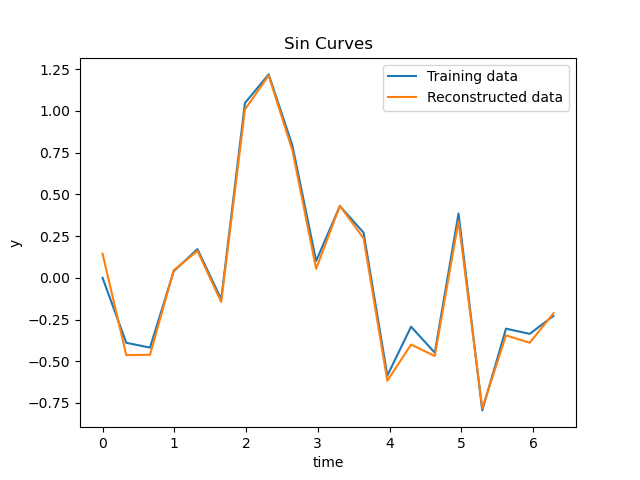 Sin Curves
Training data
Reconstructed data
1.25
1.00
0.75
0.50
0.25
0.00
−0.25
−0.50
−0.75
y
0 1 2 3 4 5 6
time